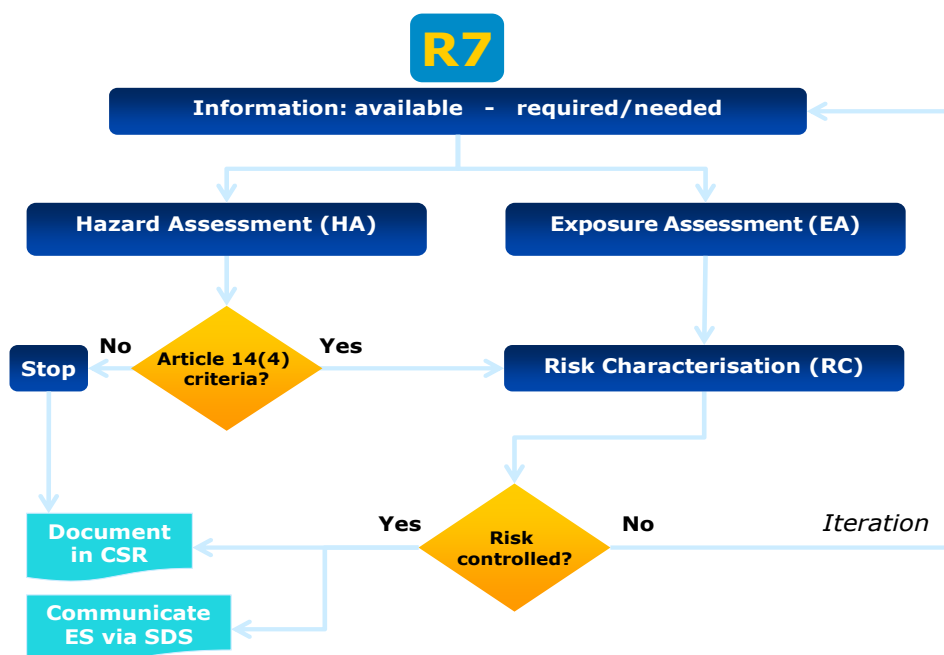 R7
Information: available - required/needed
Hazard Assessment (HA)
Exposure Assessment (EA)
No
Article 14(4)
criteria?
Yes
Stop
Risk Characterisation (RC)
Document
in CSR
Yes
Risk
controlled?
No
Iteration
Communicate
ES via SDS